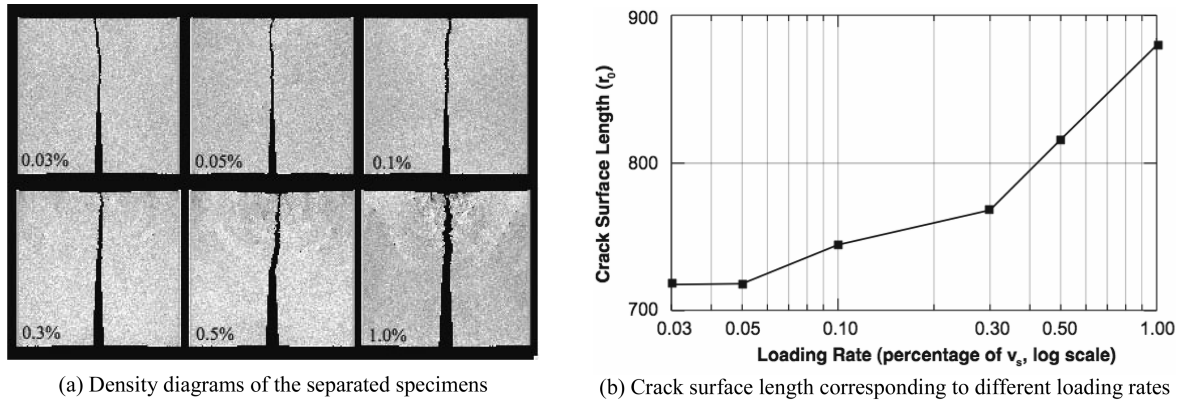 0.03%
0.05%
0.1%
0.3%
0.5%
1.0%
(a) Density diagrams of the separated specimens
900
800
700
Crack Surface Length (r₀)
0.03 0.05 0.10 0.30 0.50 1.00
Loading Rate (percentage of vₛ, log scale)
(b) Crack surface length corresponding to different loading rates